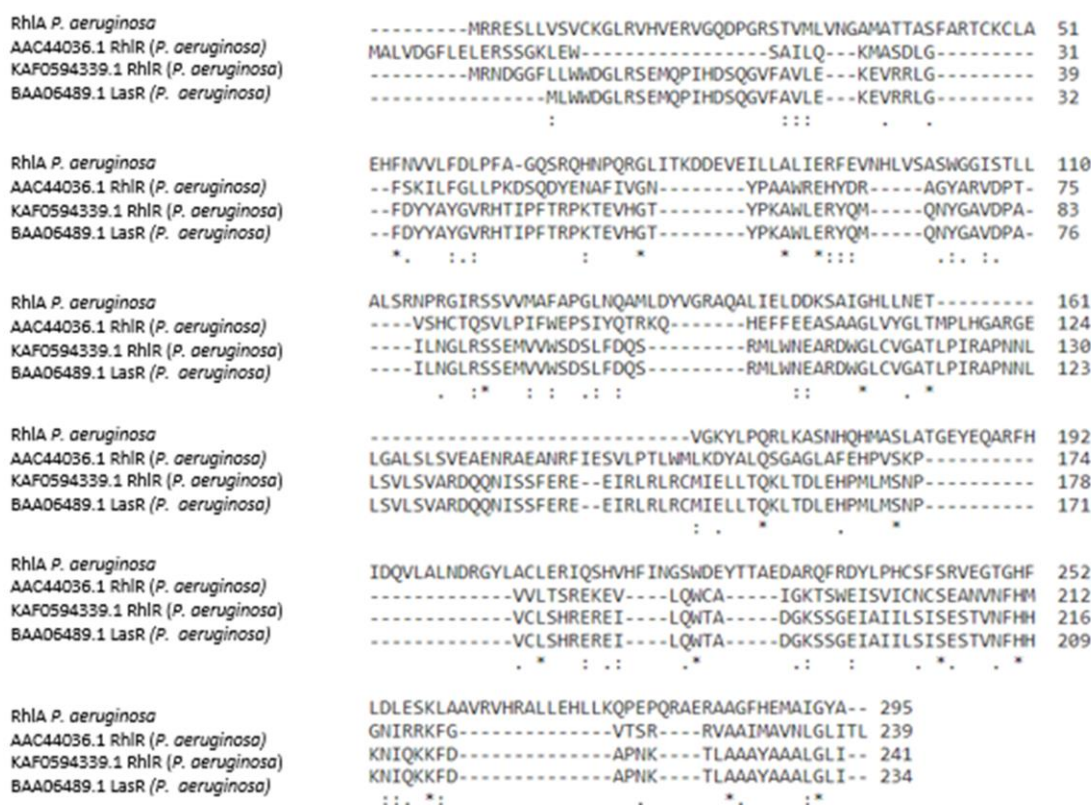 RhlA P. aeruginosa ---------MRRESLLVSVCKGLRVHVERVGQDPGRSTVMLVNGAMATTASFARTCKCLA 51
AAC44036.1 RhlR (P. aeruginosa) MALVDGFLELERSSGKLEW-----------------SAILQ---KMASDLG--------- 31
KAF0594339.1 RhlR (P. aeruginosa) ---------MRNDGGFLLWWDGLRSEMQPIHDSQGVFAVLE---KEVRRLG--------- 39
BAA06489.1 LasR (P. aeruginosa) ----------------MLWWDGLRSEMQPIHDSQGVFAVLE---KEVRRLG--------- 32
: ::: . .
RhlA P. aeruginosa EHFNVVLFDLPFA-GQSRQHNPQRGLITKDDEVEILLALIERFEVNHLVSASWGGISTLL 110
AAC44036.1 RhlR (P. aeruginosa) --FSKILFGLLPKDSQDYENAFIVGN--------YPAAWREHYDR-----AGYARVDPT- 75
KAF0594339.1 RhlR (P. aeruginosa) --FDYYAYGVRHTIPFTRPKTEVHGT--------YPKAWLERYQM-----QNYGAVDPA- 83
BAA06489.1 LasR (P. aeruginosa) --FDYYAYGVRHTIPFTRPKTEVHGT--------YPKAWLERYQM-----QNYGAVDPA- 76
*. :.: : * * *::: .:. :.
RhlA P. aeruginosa ALSRNPRGIRSSVVMAFAPGLNQAMLDYVGRAQALIELDDKSAIGHLLNET--------- 161
AAC44036.1 RhlR (P. aeruginosa) ----VSHCTQSVLPIFWEPSIYQTRKQ-------HEFFEEASAAGLVYGLTMPLHGARGE 124
KAF0594339.1 RhlR (P. aeruginosa) ----ILNGLRSSEMVVWSDSLFDQS---------RMLWNEARDWGLCVGATLPIRAPNNL 130
BAA06489.1 LasR (P. aeruginosa) ----ILNGLRSSEMVVWSDSLFDQS---------RMLWNEARDWGLCVGATLPIRAPNNL 123
. :* : : .: : :: * . *
RhlA P. aeruginosa -----------------------------VGKYLPQRLKASNHQHMASLATGEYEQARFH 192
AAC44036.1 RhlR (P. aeruginosa) LGALSLSVEAENRAEANRFIESVLPTLWMLKDYALQSGAGLAFEHPVSKP---------- 174
KAF0594339.1 RhlR (P. aeruginosa) LSVLSVARDQQNISSFERE--EIRLRLRCMIELLTQKLTDLEHPMLMSNP---------- 178
BAA06489.1 LasR (P. aeruginosa) LSVLSVARDQQNISSFERE--EIRLRLRCMIELLTQKLTDLEHPMLMSNP---------- 171
: . * . *
RhlA P. aeruginosa IDQVLALNDRGYLACLERIQSHVHFINGSWDEYTTAEDARQFRDYLPHCSFSRVEGTGHF 252
AAC44036.1 RhlR (P. aeruginosa) -------------VVLTSREKEV----LQWCA-----IGKTSWEISVICNCSEANVNFHM 212
KAF0594339.1 RhlR (P. aeruginosa) -------------VCLSHREREI----LQWTA-----DGKSSGEIAIILSISESTVNFHH 216
BAA06489.1 LasR (P. aeruginosa) -------------VCLSHREREI----LQWTA-----DGKSSGEIAIILSISESTVNFHH 209
. * : .: .* .: : . *. . *
RhlA P. aeruginosa LDLESKLAAVRVHRALLEHLLKQPEPQRAERAAGFHEMAIGYA-- 295
AAC44036.1 RhlR (P. aeruginosa) GNIRRKFG--------------VTSR----RVAAIMAVNLGLITL 239
KAF0594339.1 RhlR (P. aeruginosa) KNIQKKFD--------------APNK----TLAAAYAAALGLI-- 241
BAA06489.1 LasR (P. aeruginosa) KNIQKKFD--------------APNK----TLAAAYAAALGLI-- 234
::. *: . *. :*